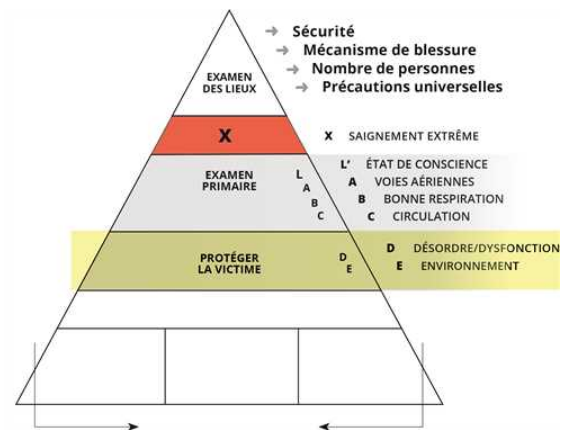 ➔ Sécurité
➔ Mécanisme de blessure
➔ Nombre de personnes
➔ Précautions universelles
EXAMEN
DES LIEUX
X
X SAIGNEMENT EXTRÊME
EXAMEN
PRIMAIRE
L
A
B
C
L' ÉTAT DE CONSCIENCE
A VOIES AÉRIENNES
B BONNE RESPIRATION
C CIRCULATION
PROTÉGER
LA VICTIME
D
E
D DÉSORDRE/DYSFONCTION
E ENVIRONNEMENT